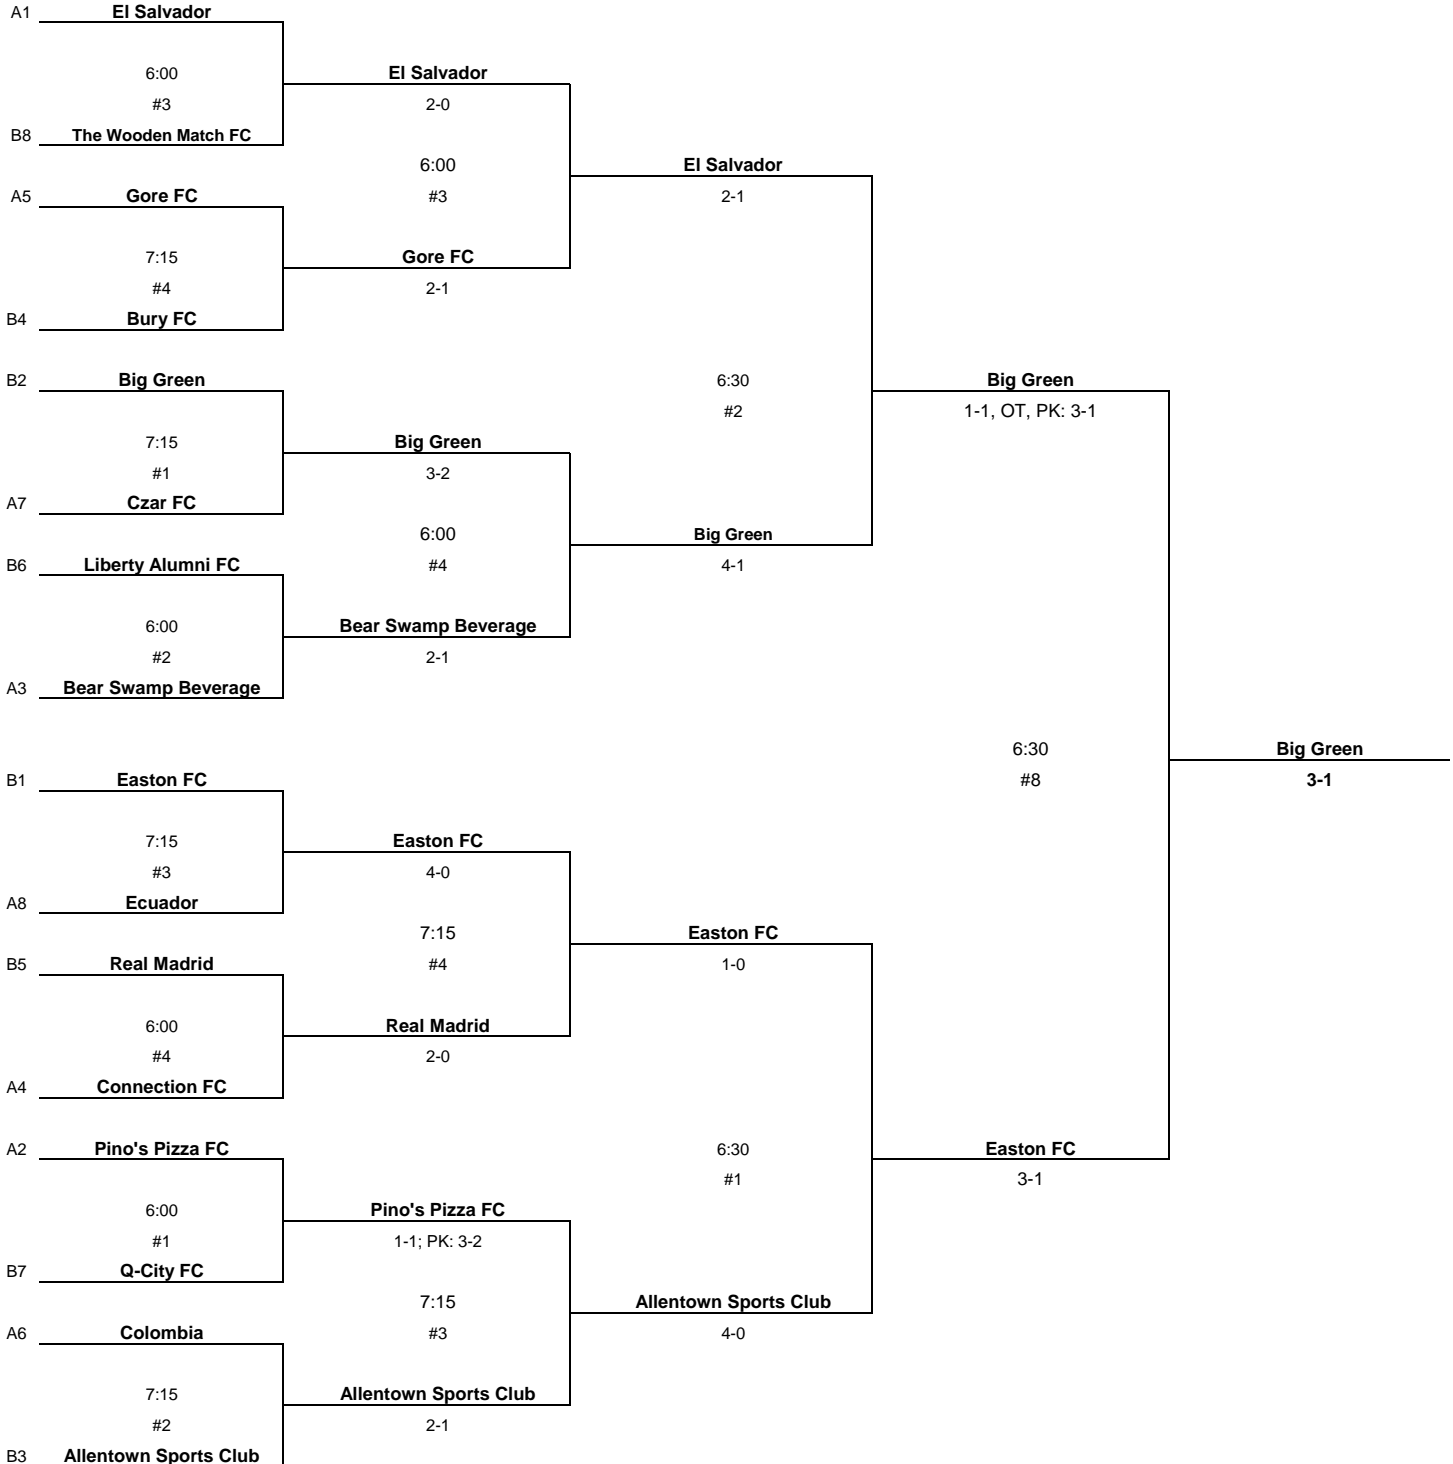 A1 El Salvador
6:00 El Salvador
#3 2-0
B8 The Wooden Match FC
6:00 El Salvador
A5 Gore FC #3 2-1
7:15 Gore FC
#4 2-1
B4 Bury FC
B2 Big Green 6:30 Big Green
#2 1-1, OT, PK: 3-1
7:15 Big Green
#1 3-2
A7 Czar FC
6:00 Big Green
B6 Liberty Alumni FC #4 4-1
6:00 Bear Swamp Beverage
#2 2-1
A3 Bear Swamp Beverage
6:30 Big Green
B1 Easton FC #8 3-1
7:15 Easton FC
#3 4-0
A8 Ecuador
7:15 Easton FC
B5 Real Madrid #4 1-0
6:00 Real Madrid
#4 2-0
A4 Connection FC
A2 Pino's Pizza FC 6:30 Easton FC
#1 3-1
6:00 Pino's Pizza FC
#1 1-1; PK: 3-2
B7 Q-City FC
7:15 Allentown Sports Club
A6 Colombia #3 4-0
7:15 Allentown Sports Club
#2 2-1
B3 Allentown Sports Club